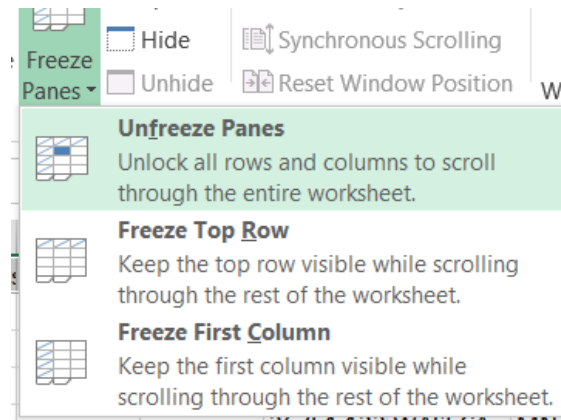 Hide
Synchronous Scrolling
Freeze
Panes
Unhide
Reset Window Position
W
Unfreeze Panes
Unlock all rows and columns to scroll
through the entire worksheet.
Freeze Top Row
Keep the top row visible while scrolling
through the rest of the worksheet.
Freeze First Column
Keep the first column visible while
scrolling through the rest of the worksheet.